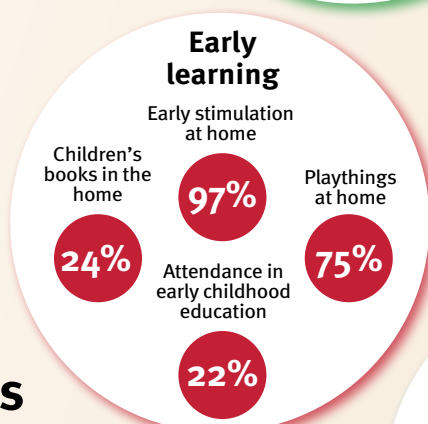 Early
learning
Early stimulation
at home
97%
Children’s
books in the
home
24%
Playthings
at home
75%
Attendance in
early childhood
education
22%
s